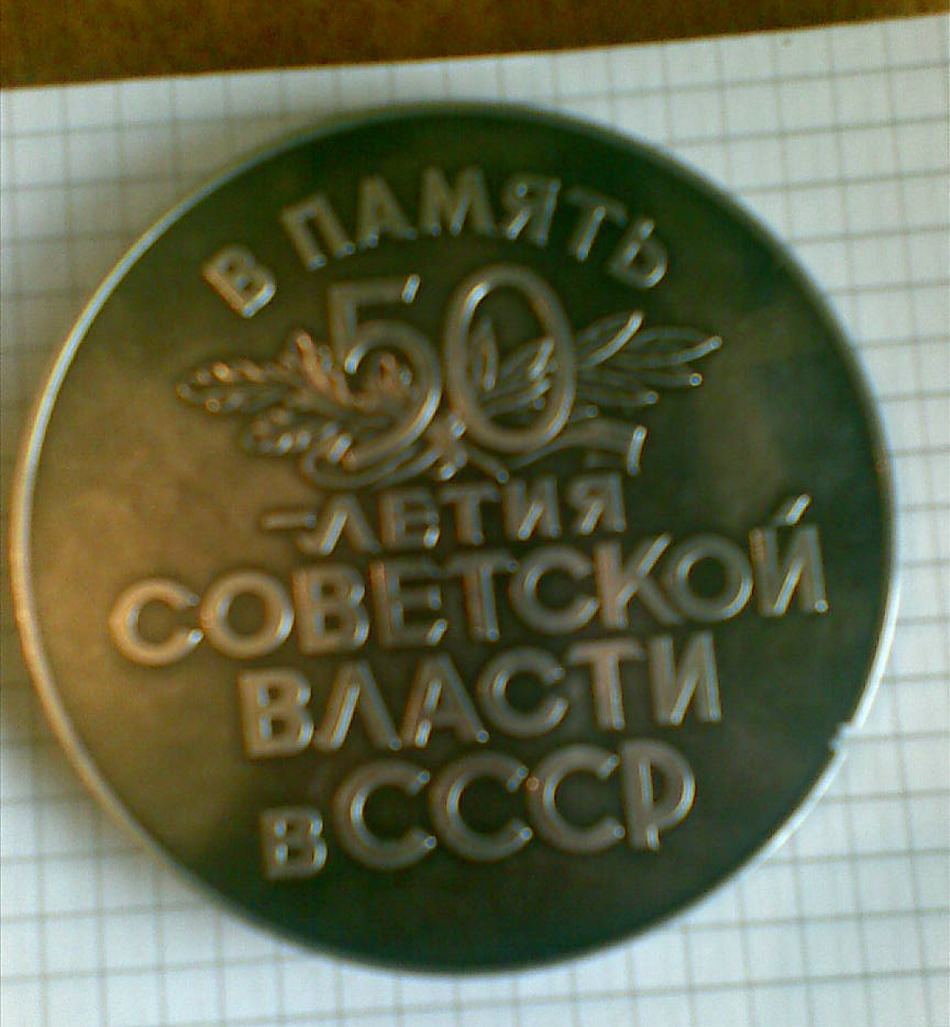 В ПАМЯТЬ
50
-ЛЕТИЯ
СОВЕТСКОЙ
ВЛАСТИ
в СССР